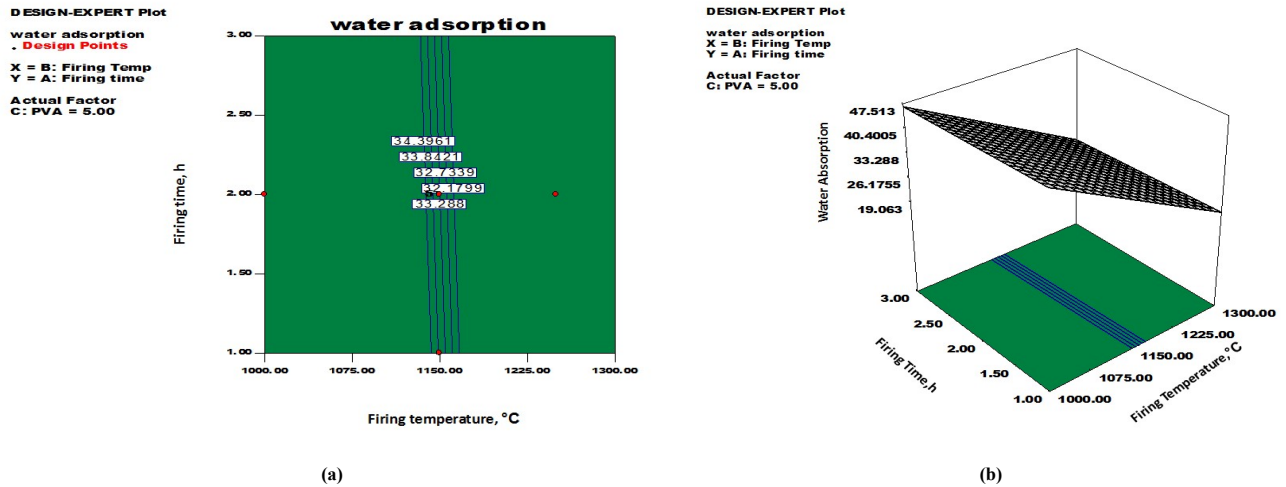 DESIGN-EXPERT Plot
water adsorption
Design Points
X = B: Firing Temp
Y = A: Firing time
Actual Factor
C: PVA = 5.00
water adsorption
3.00
2.50
2.00
1.50
1.00
34.3961
33.8421
32.7339
32.1799
33.288
1000.00
1075.00
1150.00
1225.00
1300.00
Firing time, h
Firing temperature, °C
(a)
DESIGN-EXPERT Plot
water adsorption
X = B: Firing Temp
Y = A: Firing time
Actual Factor
C: PVA = 5.00
47.513
40.4005
33.288
26.1755
19.063
Water Absorption
3.00
2.50
2.00
1.50
1.00
Firing Time,h
1300.00
1225.00
1150.00
1075.00
1000.00
Firing Temperature,°C
(b)